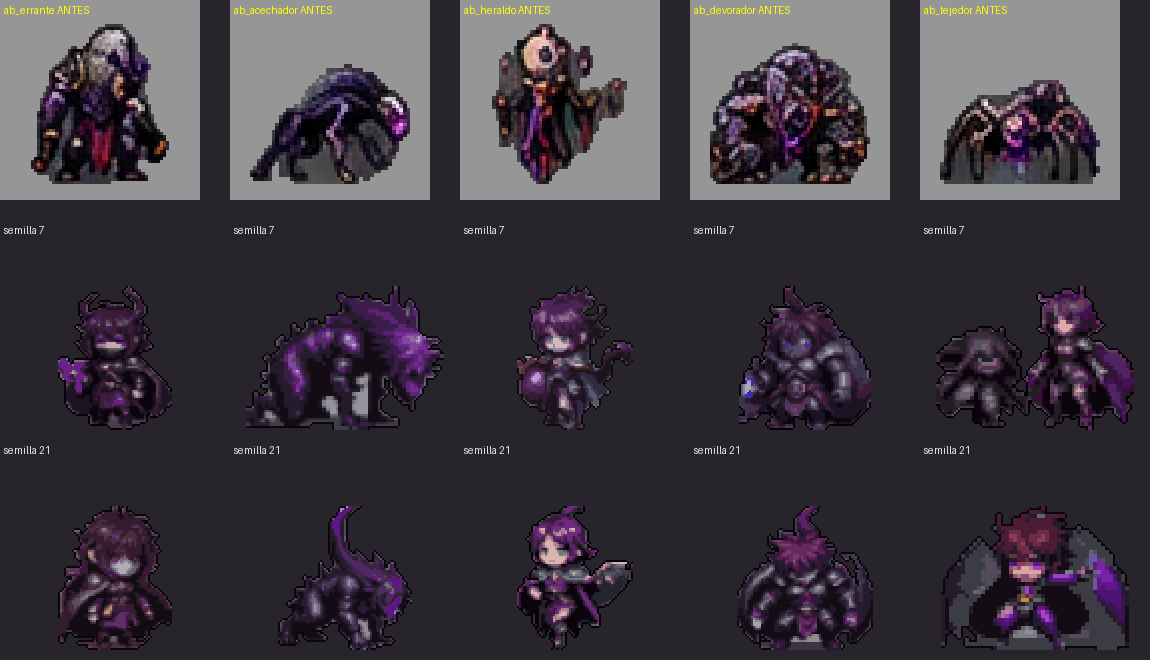 ab_errante ANTES
ab_acechador ANTES
ab_heraldo ANTES
ab_devorador ANTES
ab_tejedor ANTES
semilla 7
semilla 7
semilla 7
semilla 7
semilla 7
semilla 21
semilla 21
semilla 21
semilla 21
semilla 21